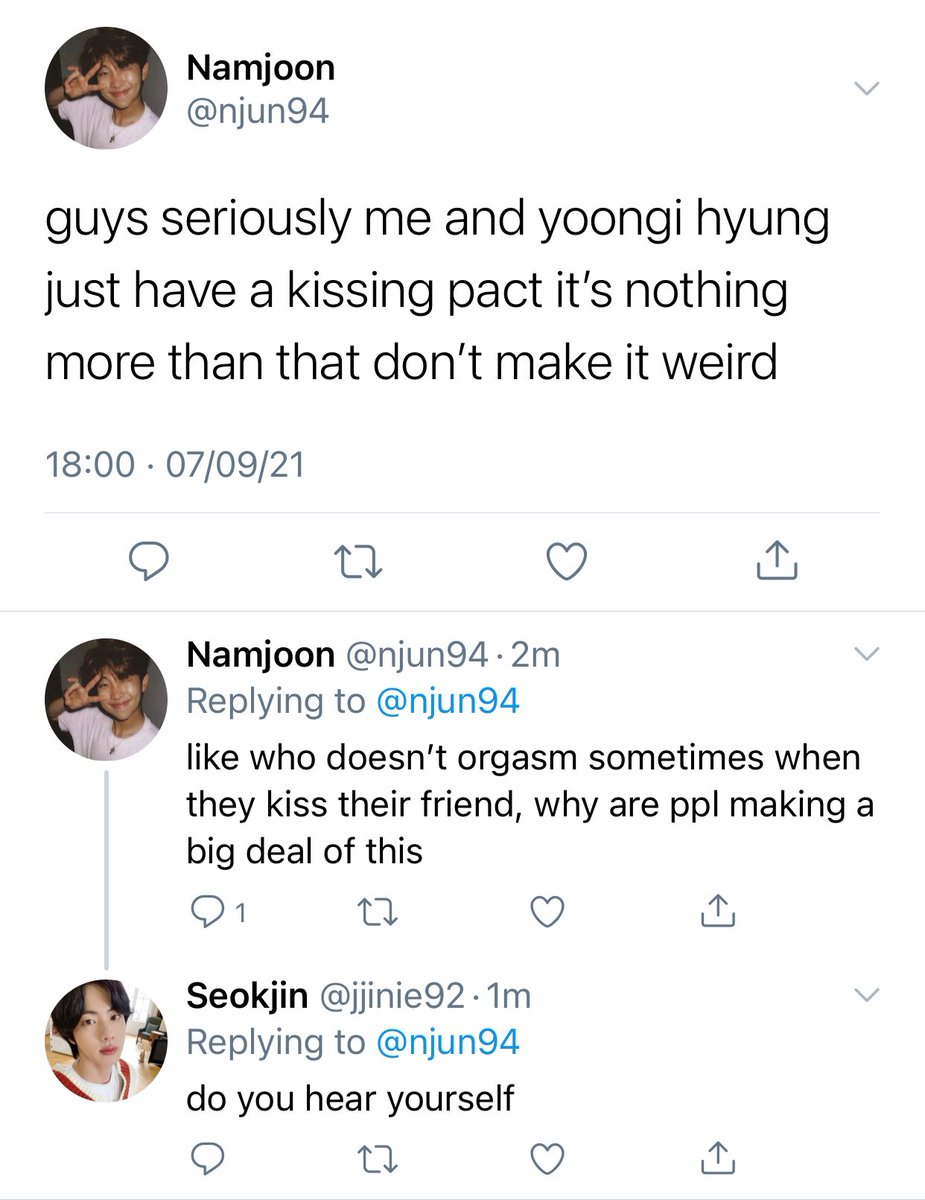 Namjoon
@njun94
guys seriously me and yoongi hyung
just have a kissing pact it’s nothing
more than that don’t make it weird
18:00 · 07/09/21
Namjoon @njun94 · 2m
Replying to @njun94
like who doesn’t orgasm sometimes when
they kiss their friend, why are ppl making a
big deal of this
1
Seokjin @jjinie92 · 1m
Replying to @njun94
do you hear yourself